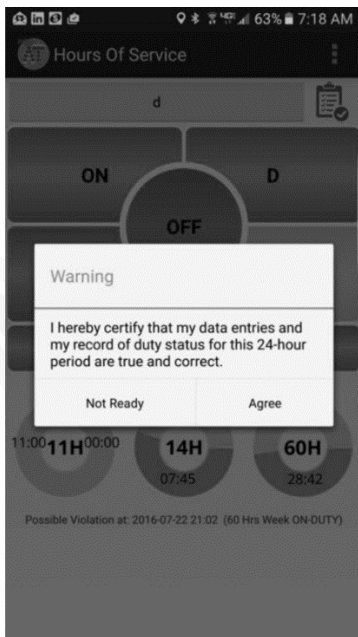 63% 7:18 AM
AT Hours Of Service
d
ON
D
OFF
Warning
I hereby certify that my data entries and
my record of duty status for this 24-hour
period are true and correct.
Not Ready Agree
11:00 11H 00:00 14H 60H
07:45 28:42
Possible Violation at: 2016-07-22 21:02 (60 Hrs Week ON-DUTY)